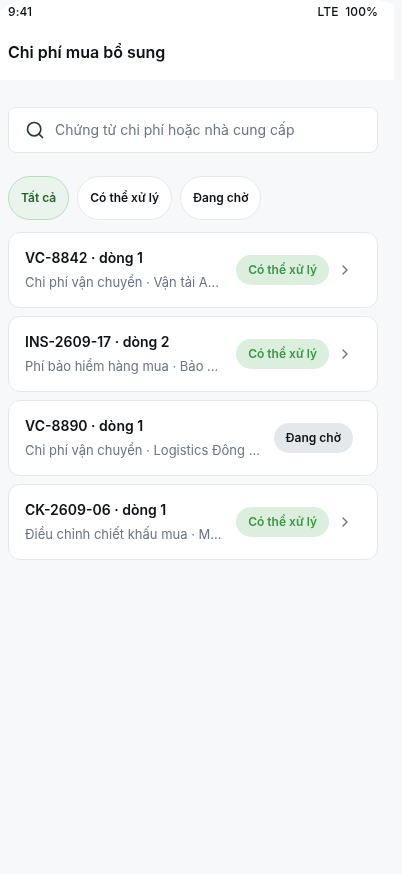 9:41 LTE 100%
Chi phí mua bổ sung
Chứng từ chi phí hoặc nhà cung cấp
Tất cả Có thể xử lý Đang chờ
VC-8842 · dòng 1
Chi phí vận chuyển · Vận tải A...
Có thể xử lý
INS-2609-17 · dòng 2
Phí bảo hiểm hàng mua · Bảo ...
Có thể xử lý
VC-8890 · dòng 1
Chi phí vận chuyển · Logistics Đông ...
Đang chờ
CK-2609-06 · dòng 1
Điều chỉnh chiết khấu mua · M...
Có thể xử lý